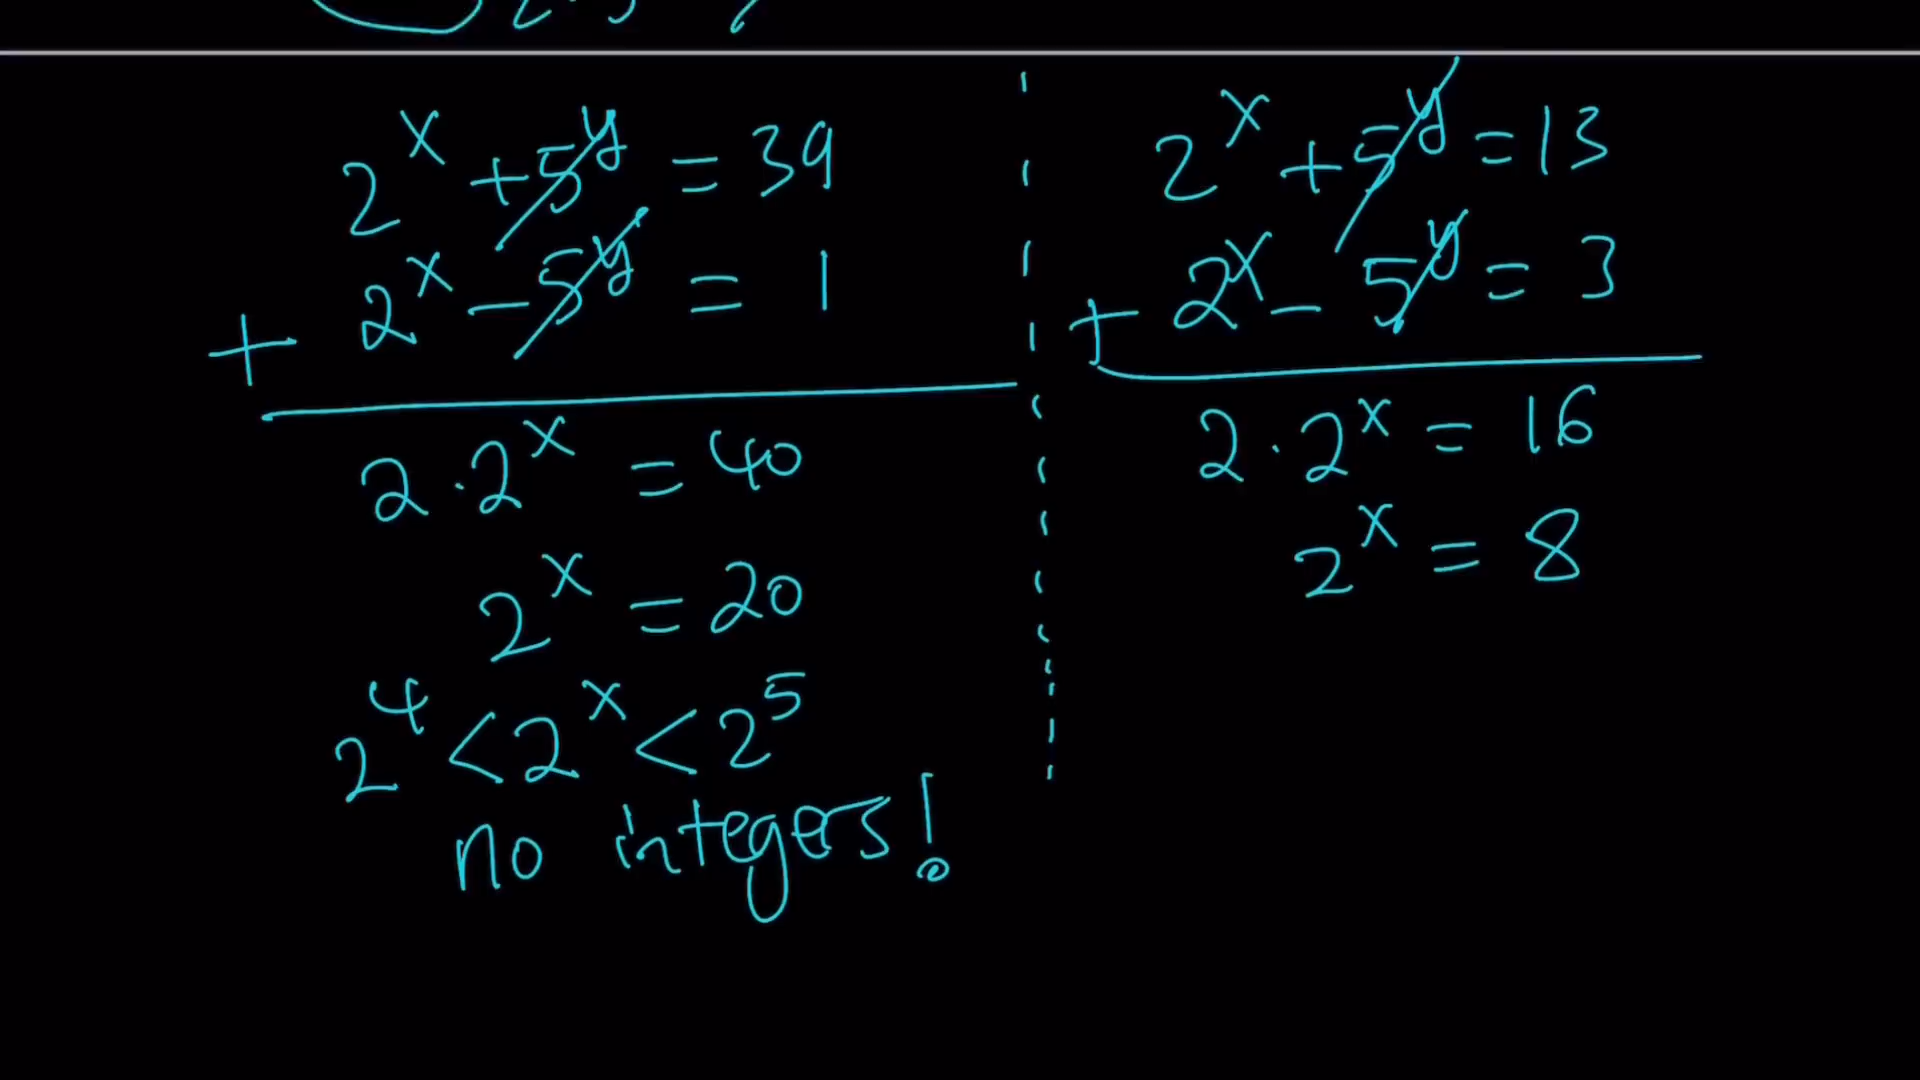 2^x + 5^y = 39
+ 2^x - 5^y = 1
2 · 2^x = 40
2^x = 20
2^4 < 2^x < 2^5
no integers!
2^x + 5^y = 13
+ 2^x - 5^y = 3
2 · 2^x = 16
2^x = 8